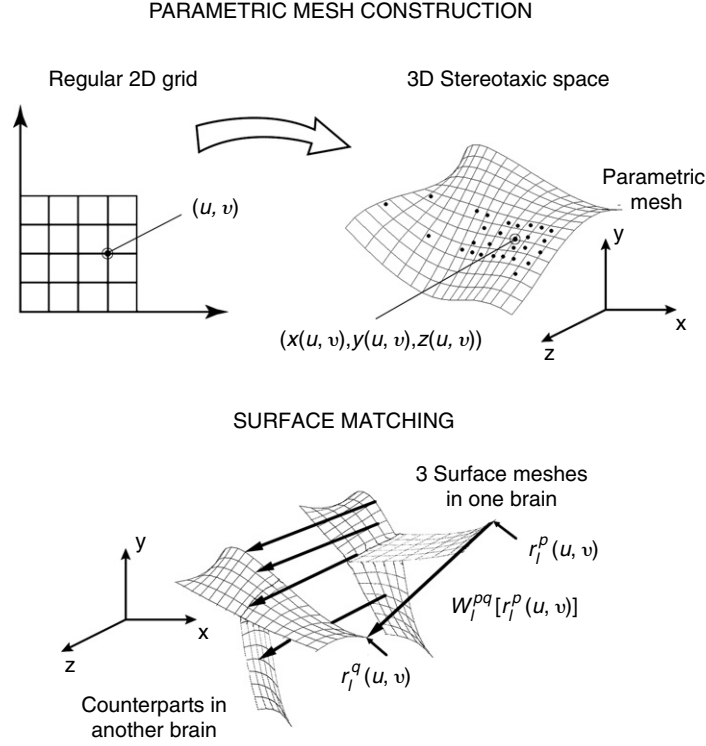 PARAMETRIC MESH CONSTRUCTION
Regular 2D grid
3D Stereotaxic space
(u, υ)
Parametric
mesh
y
x
z
(x(u, υ),y(u, υ),z(u, υ))
SURFACE MATCHING
3 Surface meshes
in one brain
y
x
z
r_l^p(u, υ)
W_l^{pq}[r_l^p(u, υ)]
r_l^q(u, υ)
Counterparts in
another brain